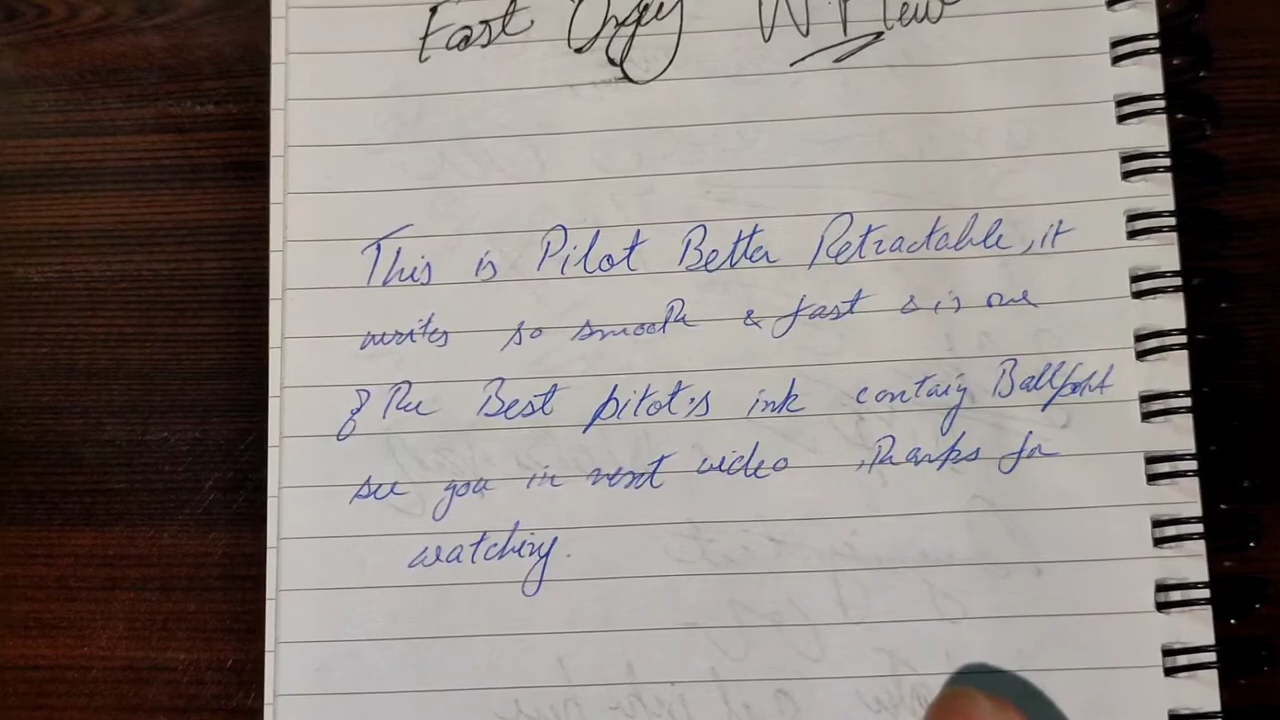 Fast
This is Pilot Better Retractable, it
writes so smooth & fast & is one
of the Best pilot's ink containg Ballpoint
see you in next video , Thanks for
watching.